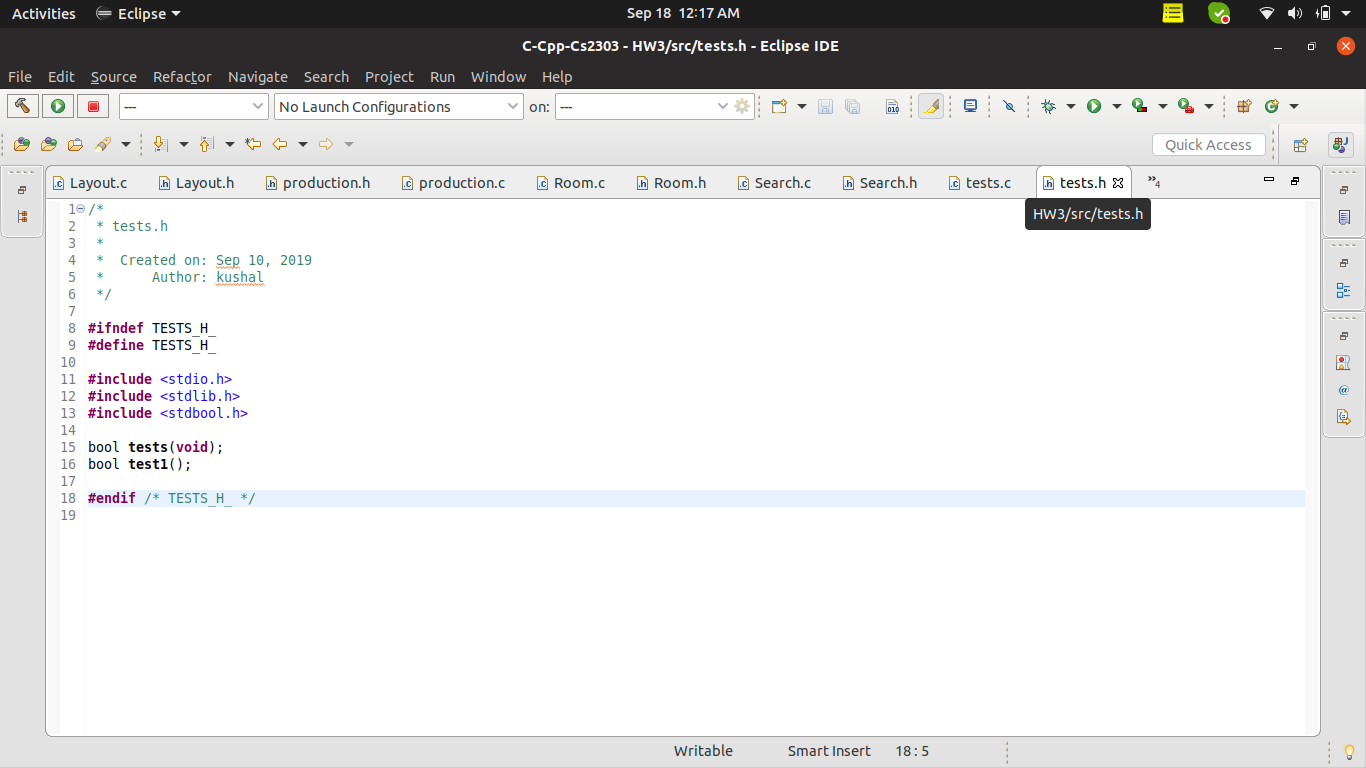 Activities Eclipse Sep 18 12:17 AM
C-Cpp-Cs2303 - HW3/src/tests.h - Eclipse IDE
File Edit Source Refactor Navigate Search Project Run Window Help
--- No Launch Configurations on: --- 010
Quick Access
Layout.c Layout.h production.h production.c Room.c Room.h Search.c Search.h tests.c tests.h »4
HW3/src/tests.h
1 /*
2 * tests.h
3 *
4 *  Created on: Sep 10, 2019
5 *      Author: kushal
6 */
7
8 #ifndef TESTS_H_
9 #define TESTS_H_
10
11 #include <stdio.h>
12 #include <stdlib.h>
13 #include <stdbool.h>
14
15 bool tests(void);
16 bool test1();
17
18 #endif /* TESTS_H_ */
19
Writable Smart Insert 18 : 5